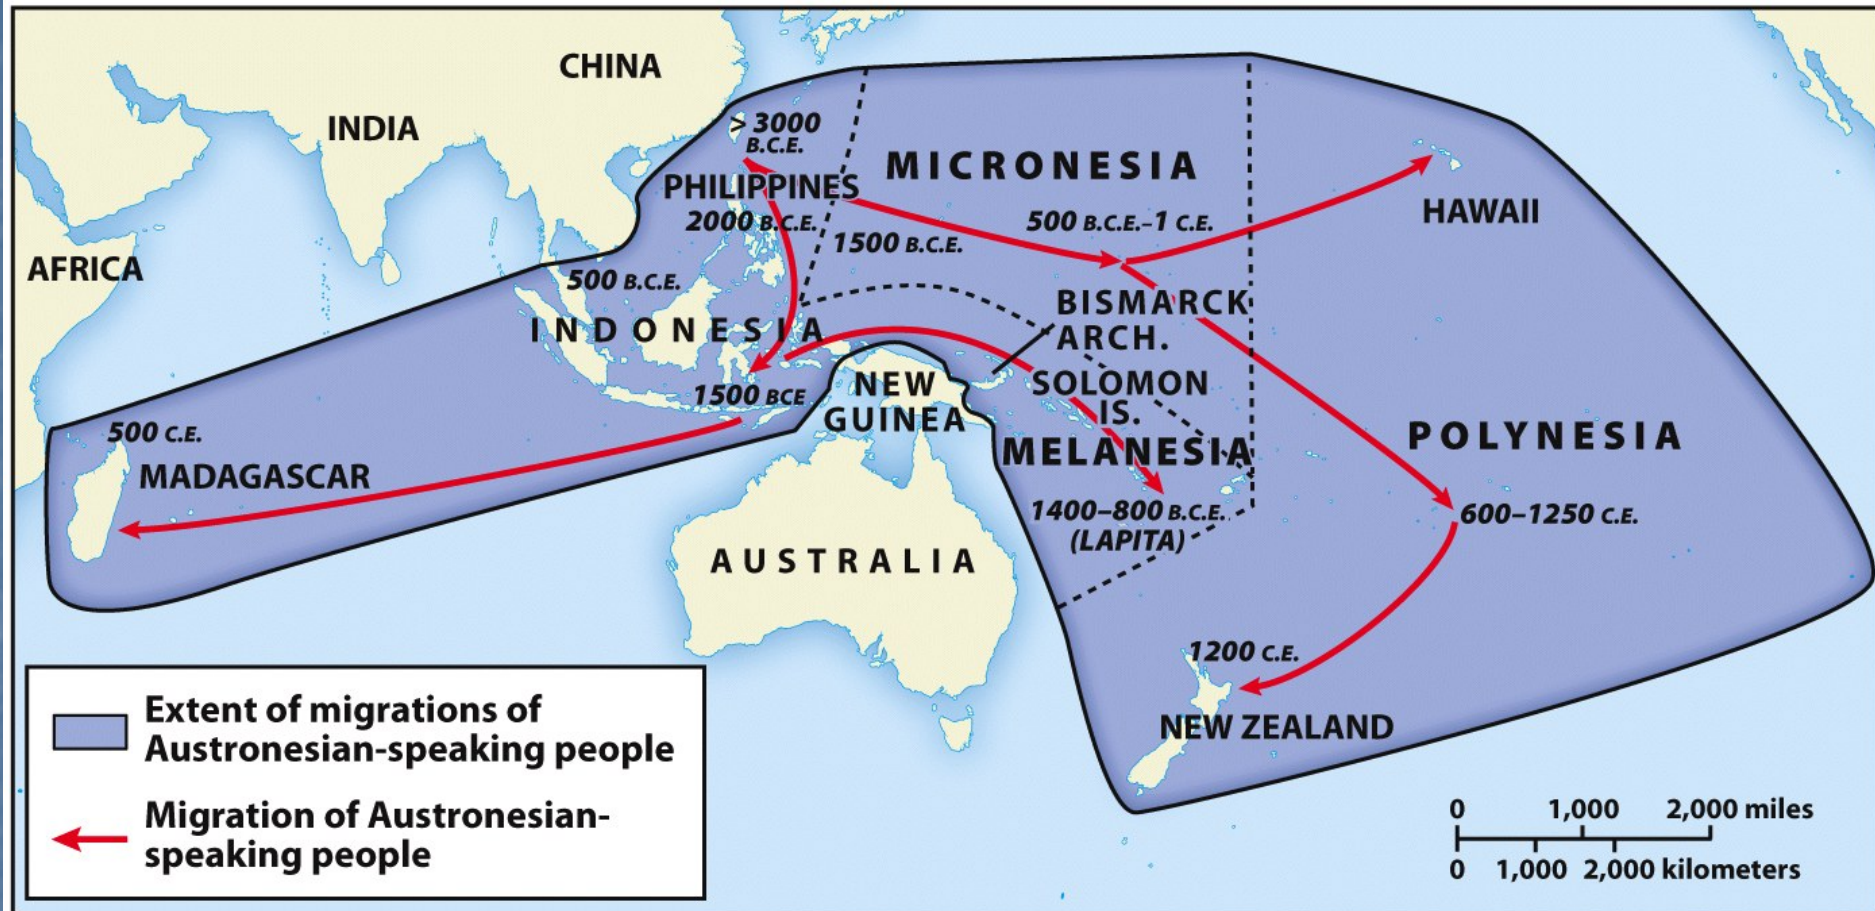 CHINA
INDIA
> 3000
B.C.E.
MICRONESIA
PHILIPPINES
2000 B.C.E.
500 B.C.E.–1 C.E.
HAWAII
1500 B.C.E.
AFRICA
500 B.C.E.
BISMARCK
ARCH.
INDONESIA
1500 BCE
NEW
GUINEA
SOLOMON
IS.
MELANESIA
POLYNESIA
500 C.E.
MADAGASCAR
1400–800 B.C.E.
(LAPITA)
600–1250 C.E.
AUSTRALIA
1200 C.E.
NEW ZEALAND
Extent of migrations of
Austronesian-speaking people
Migration of Austronesian-
speaking people
0 1,000 2,000 miles
0 1,000 2,000 kilometers